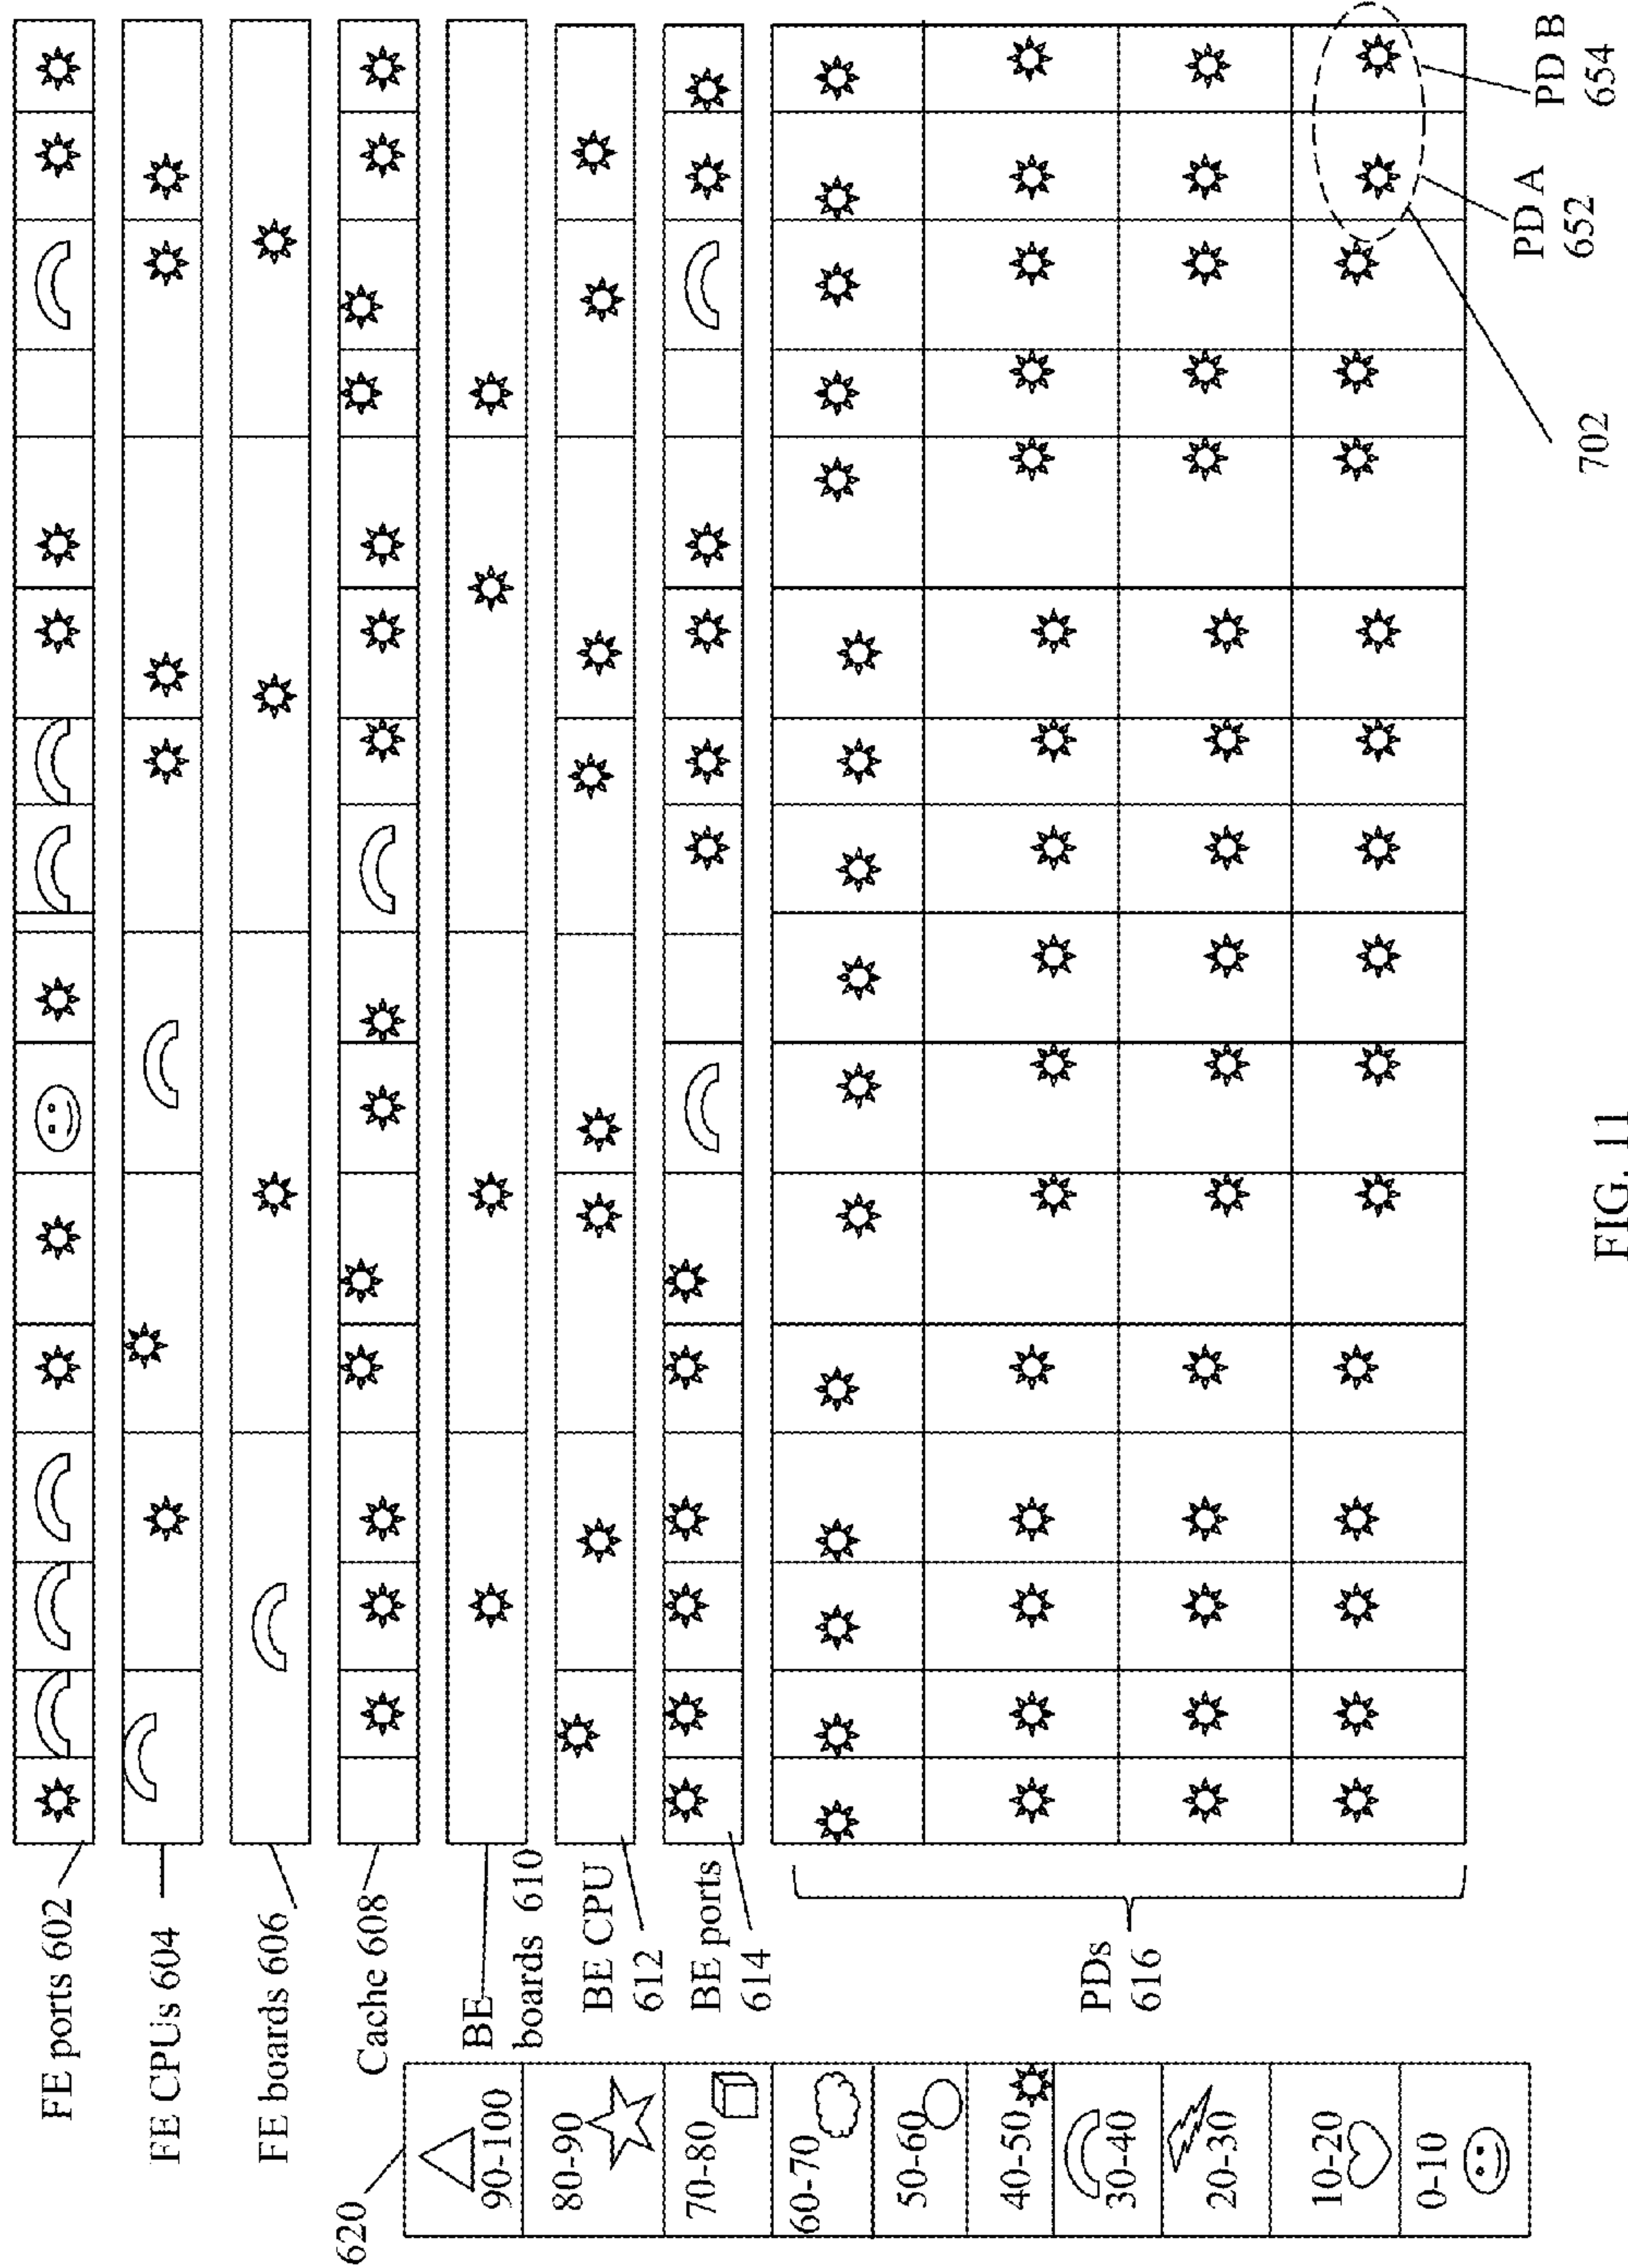 FE ports 602
FE CPUs 604
FE boards 606
Cache 608
BE
boards 610
BE CPU
612
BE ports
614
PDs
616
620
90-100
80-90
70-80
60-70
50-60
40-50
30-40
20-30
10-20
0-10
PD A
652
PD B
654
702
FIG. 11